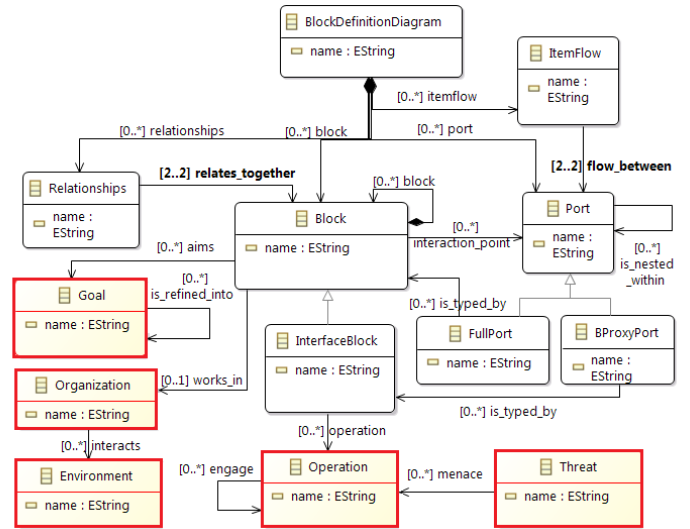 BlockDefinitionDiagram
name : EString
ItemFlow
name :
EString
[0..*] itemflow
[0..*] relationships
[0..*] block
[0..*] port
[2..2] relates_together
[2..2] flow_between
Relationships
name :
EString
[0..*] block
Block
name : EString
[0..*]
interaction_point
Port
name :
EString
[0..*]
is_nested
_within
[0..*] aims
Goal
name : EString
[0..*]
is_refined_into
[0..*] is_typed_by
InterfaceBlock
name : EString
FullPort
name : EString
BProxyPort
name :
EString
Organization
name : EString
[0..1] works_in
[0..*] is_typed_by
[0..*] interacts
[0..*] operation
Environment
name : EString
[0..*] engage
Operation
name : EString
[0..*] menace
Threat
name : EString